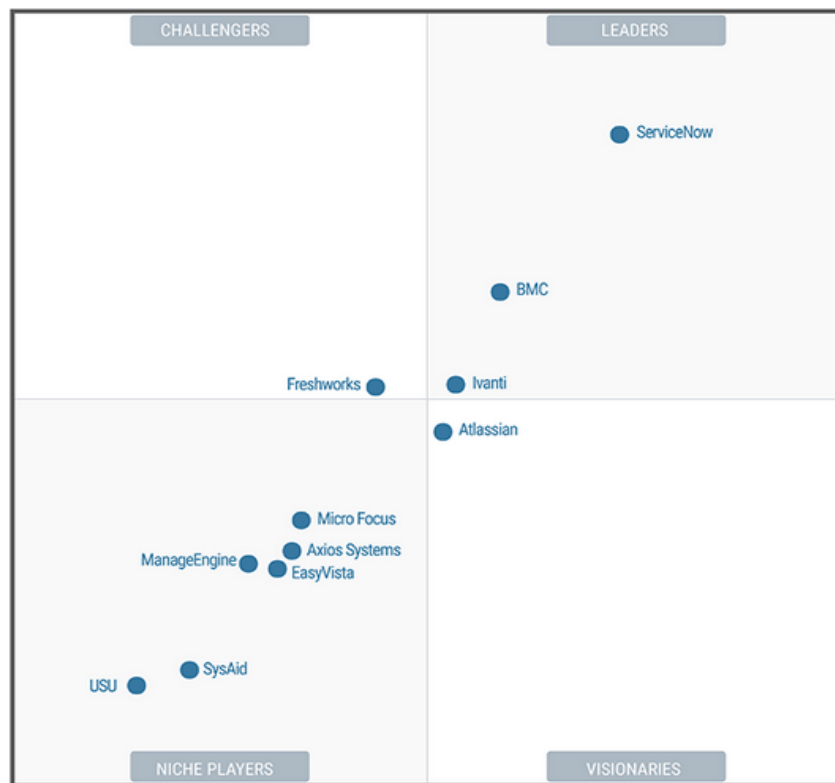 CHALLENGERS
LEADERS
ServiceNow
BMC
Freshworks
Ivanti
Atlassian
Micro Focus
Axios Systems
ManageEngine
EasyVista
SysAid
USU
NICHE PLAYERS
VISIONARIES